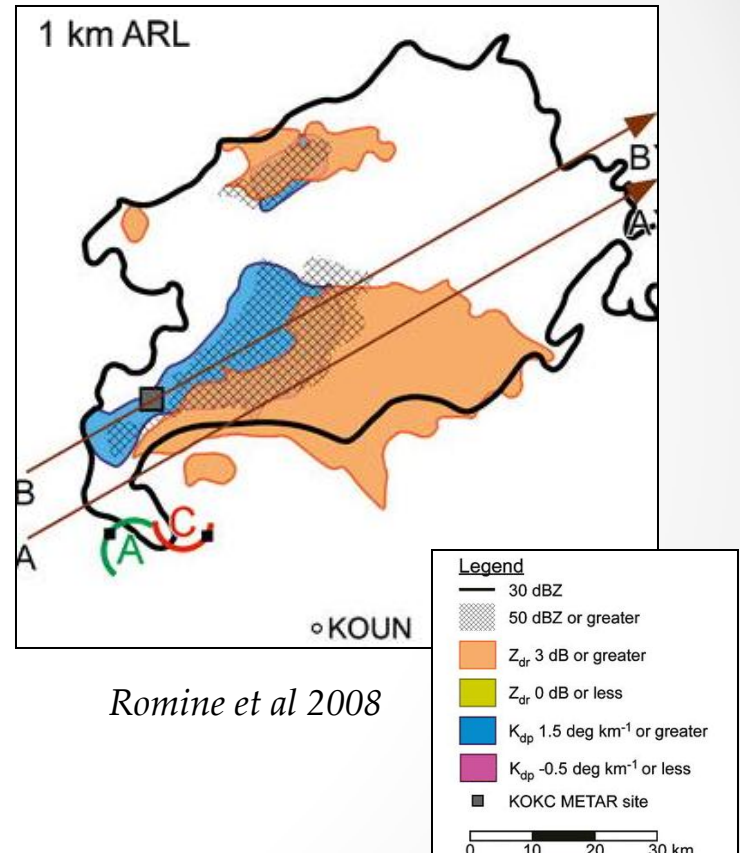 1 km ARL
B'
A'
B
A
C
A
KOUN
Romine et al 2008
Legend
30 dBZ
50 dBZ or greater
Zdr 3 dB or greater
Zdr 0 dB or less
Kdp 1.5 deg km-1 or greater
Kdp -0.5 deg km-1 or less
KOKC METAR site
0 10 20 30 km